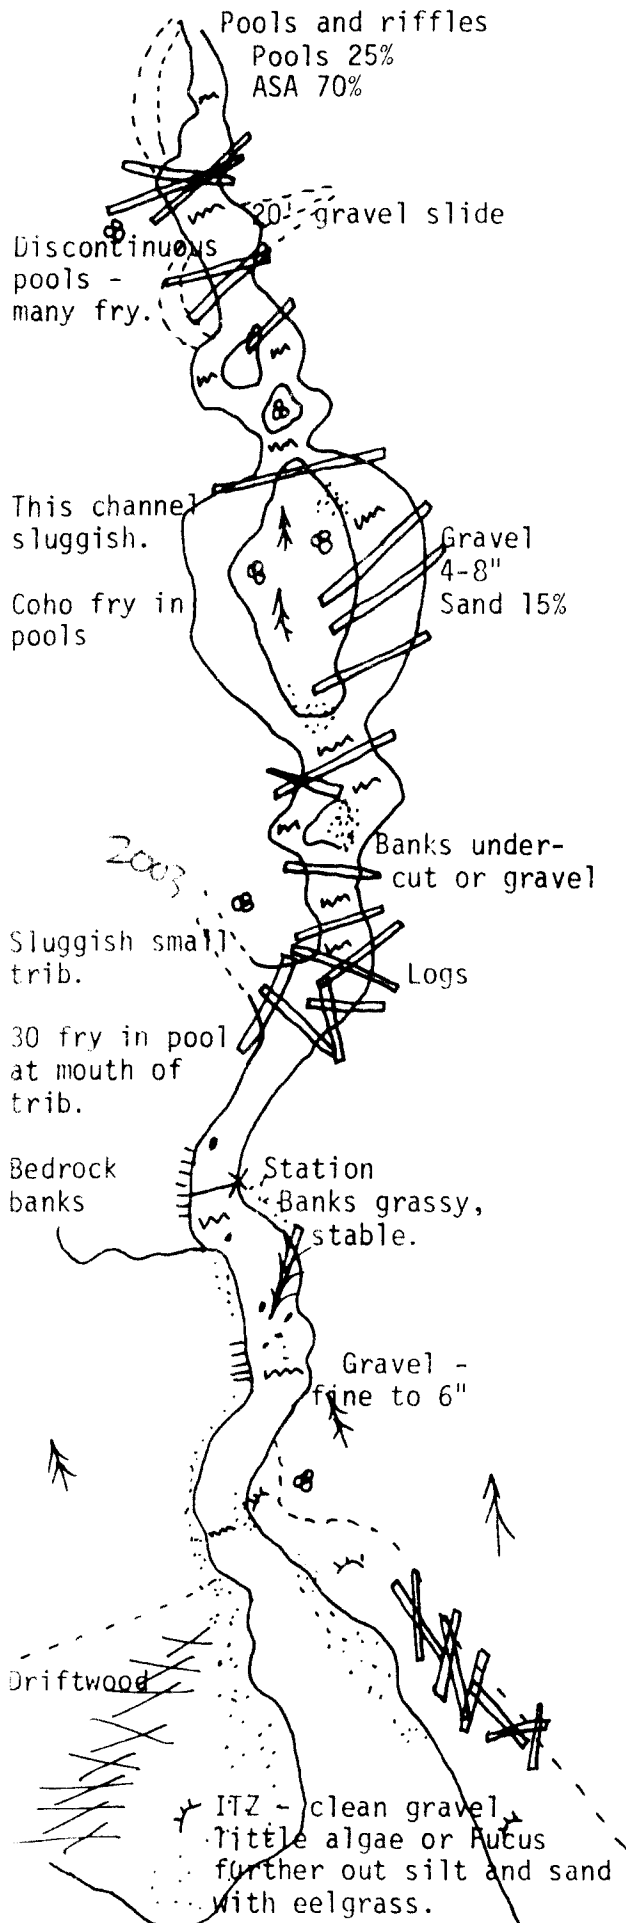 Pools and riffles
Pools 25%
ASA 70%
20' gravel slide
Discontinuous
pools -
many fry.
This channel
sluggish.
Gravel
4-8"
Sand 15%
Coho fry in
pools
Banks under-
cut or gravel
2003
Sluggish small
trib.
Logs
30 fry in pool
at mouth of
trib.
Bedrock
banks
Station
Banks grassy,
stable.
Gravel -
fine to 6"
Driftwood
ITZ - clean gravel,
little algae or Fucus
further out silt and sand
with eelgrass.